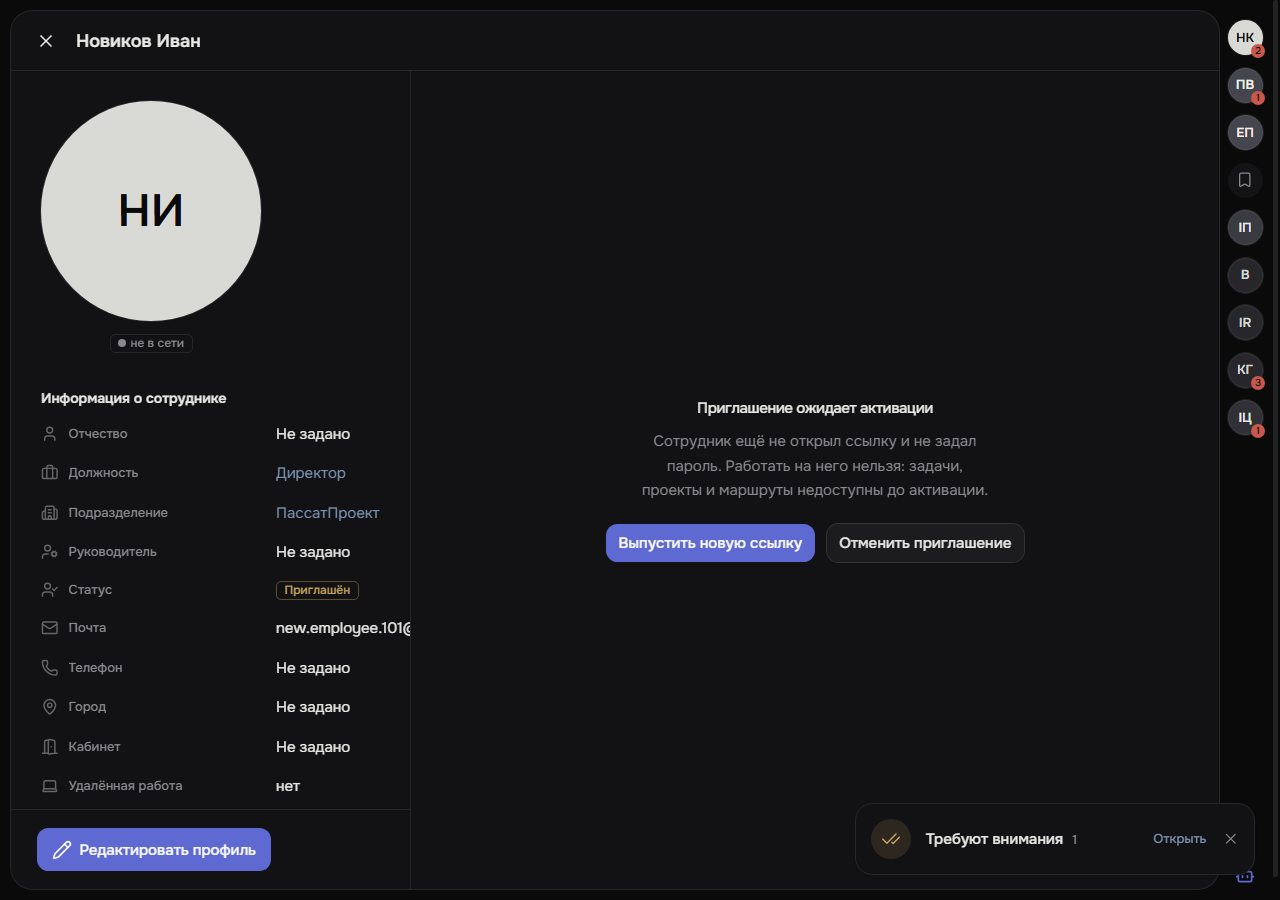 Новиков Иван
НК
2
ПВ
1
ЕП
ІП
В
IR
КГ
3
ІЦ
1
НИ
не в сети
Информация о сотруднике
Отчество Не задано
Должность Директор
Подразделение ПассатПроект
Руководитель Не задано
Статус Приглашён
Почта new.employee.101@
Телефон Не задано
Город Не задано
Кабинет Не задано
Удалённая работа нет
Редактировать профиль
Приглашение ожидает активации
Сотрудник ещё не открыл ссылку и не задал
пароль. Работать на него нельзя: задачи,
проекты и маршруты недоступны до активации.
Выпустить новую ссылку Отменить приглашение
Требуют внимания 1 Открыть